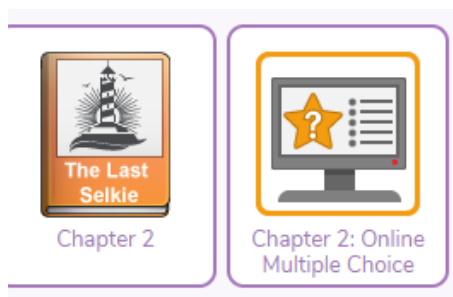 The Last
Selkie
Chapter 2
?
Chapter 2: Online
Multiple Choice